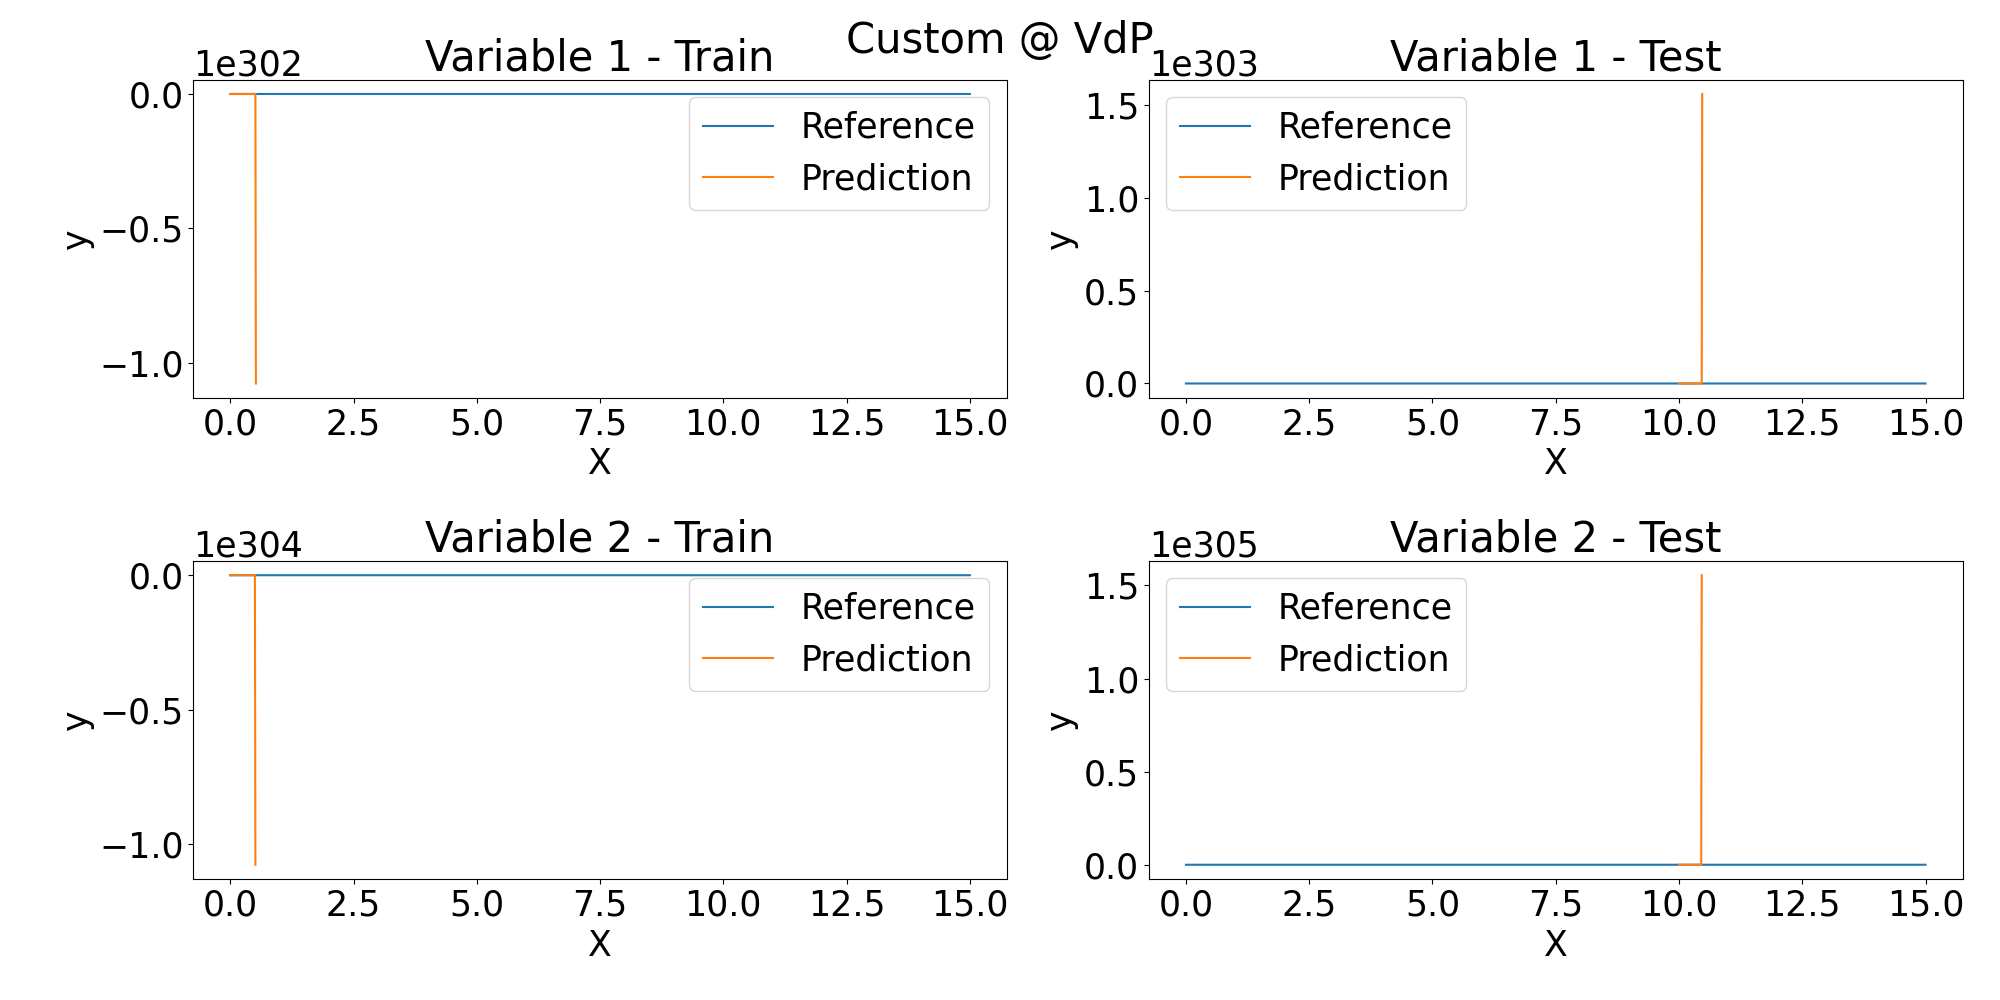 Custom @ VdP
Variable 1 - Train
1e302
0.0
−0.5
−1.0
y
Reference
Prediction
0.0 2.5 5.0 7.5 10.0 12.5 15.0
X
Variable 1 - Test
1e303
1.5
1.0
0.5
0.0
y
Reference
Prediction
0.0 2.5 5.0 7.5 10.0 12.5 15.0
X
Variable 2 - Train
1e304
0.0
−0.5
−1.0
y
Reference
Prediction
0.0 2.5 5.0 7.5 10.0 12.5 15.0
X
Variable 2 - Test
1e305
1.5
1.0
0.5
0.0
y
Reference
Prediction
0.0 2.5 5.0 7.5 10.0 12.5 15.0
X